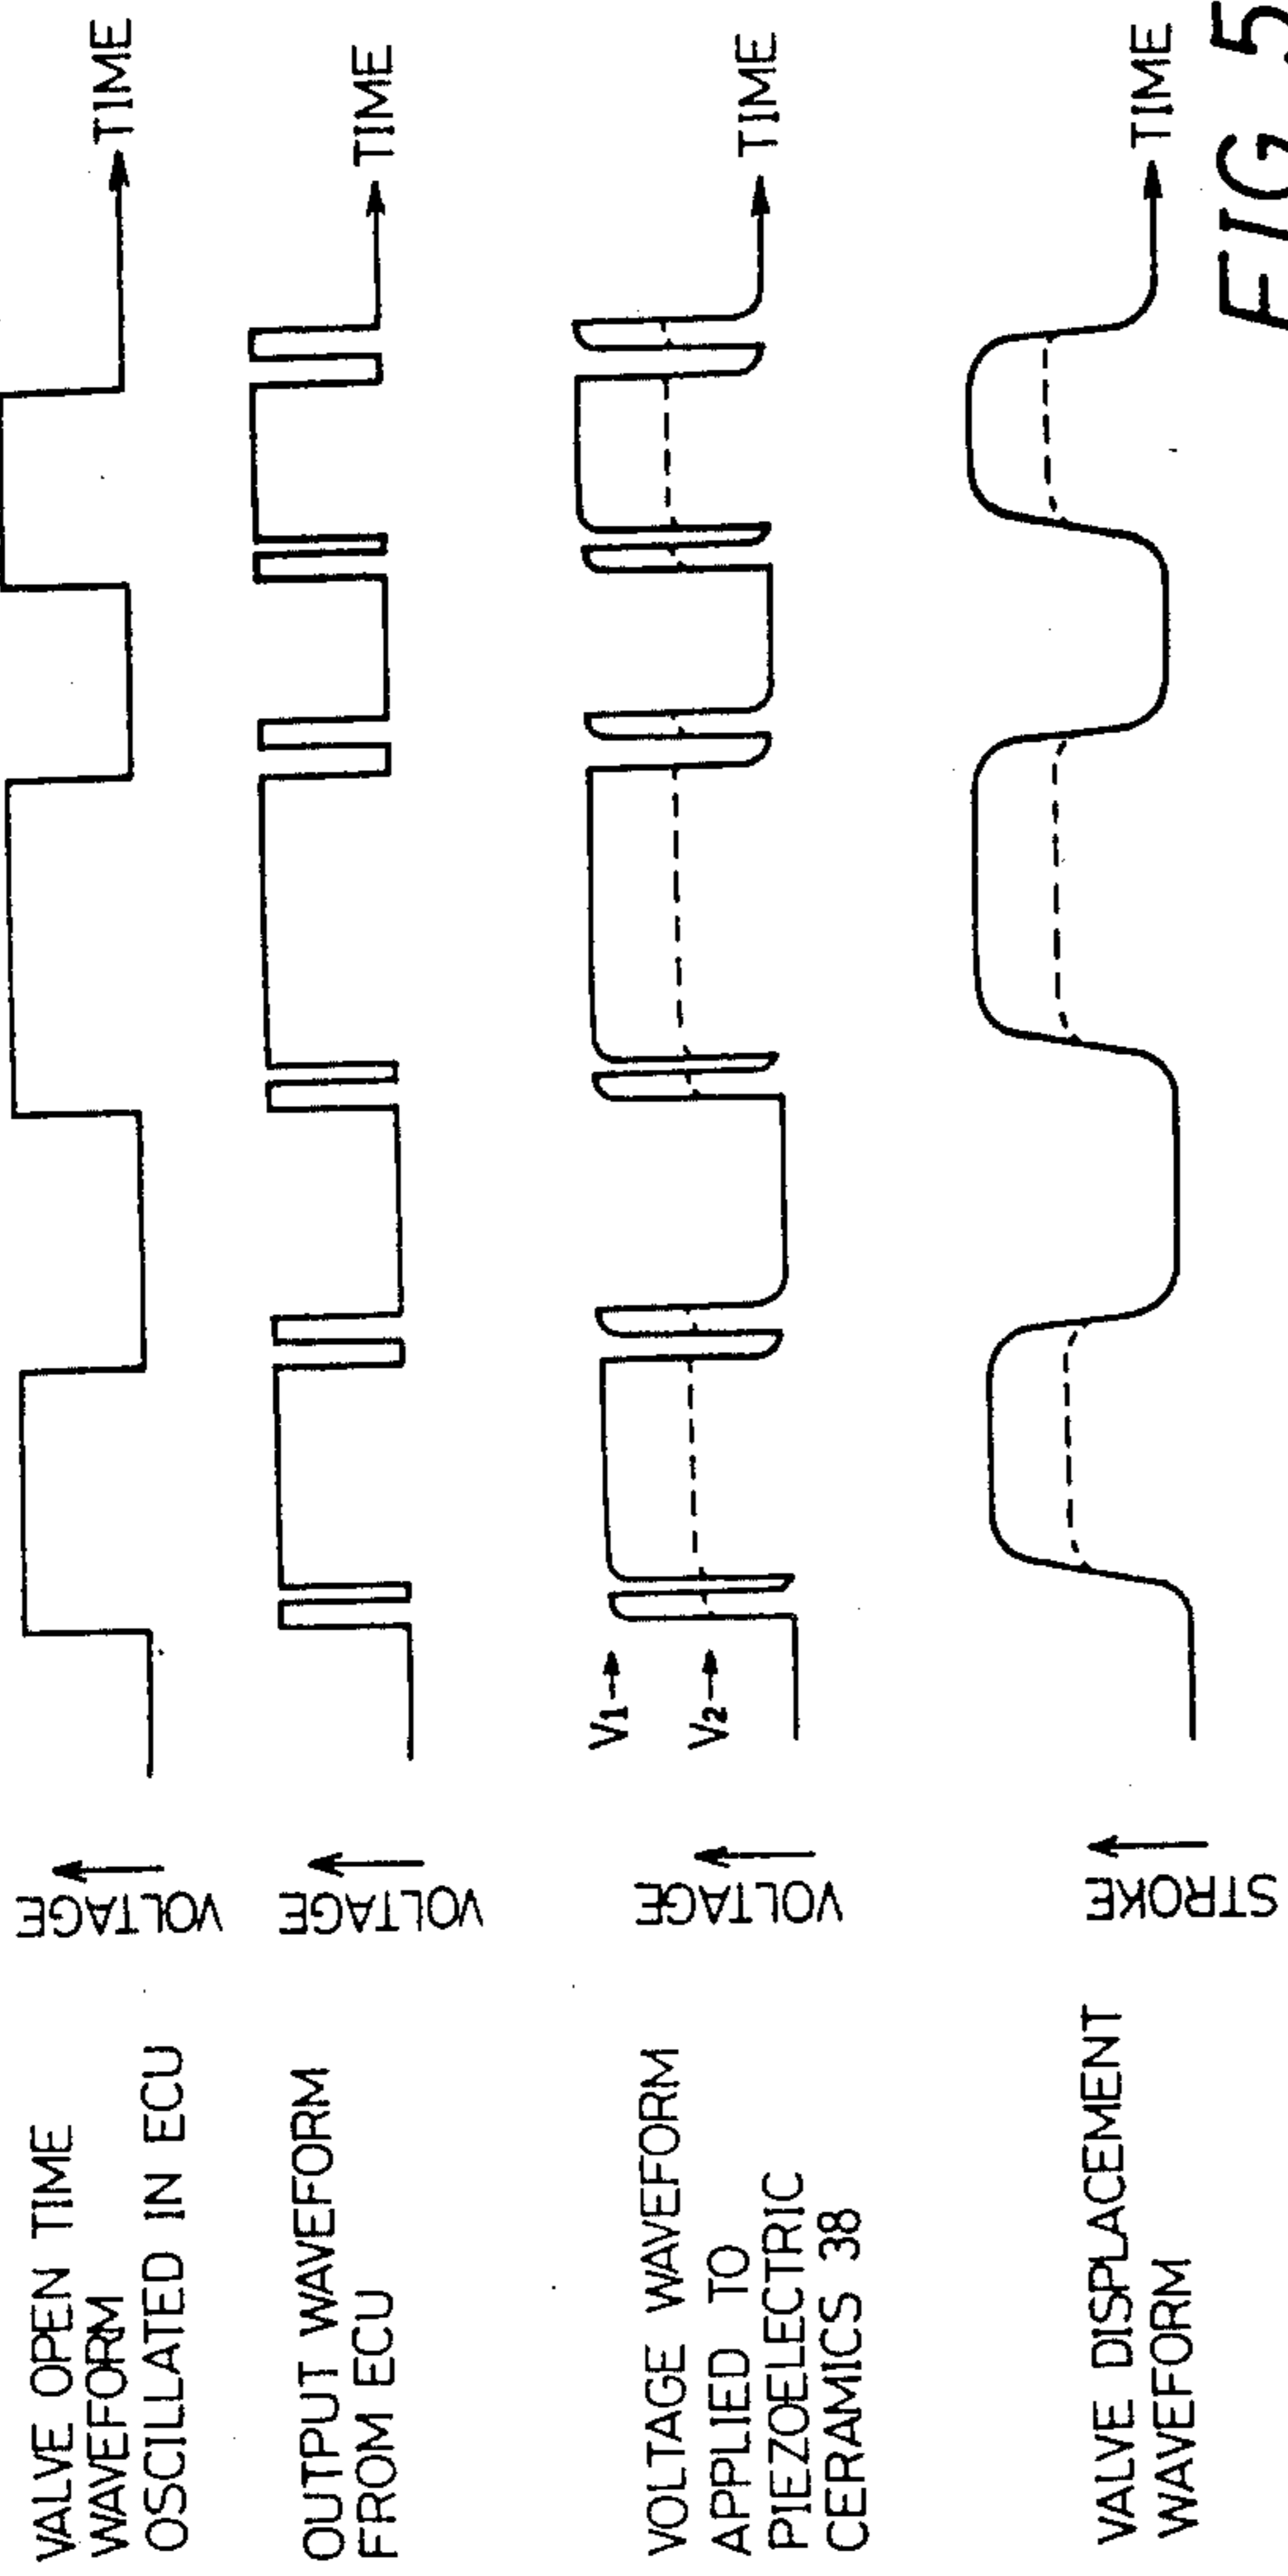 VALVE OPEN TIME
WAVEFORM
OSCILLATED IN ECU
VOLTAGE
TIME
OUTPUT WAVEFORM
FROM ECU
VOLTAGE
TIME
VOLTAGE WAVEFORM
APPLIED TO
PIEZOELECTRIC
CERAMICS 38
VOLTAGE
V1
V2
TIME
VALVE DISPLACEMENT
WAVEFORM
STROKE
TIME
FIG. 5